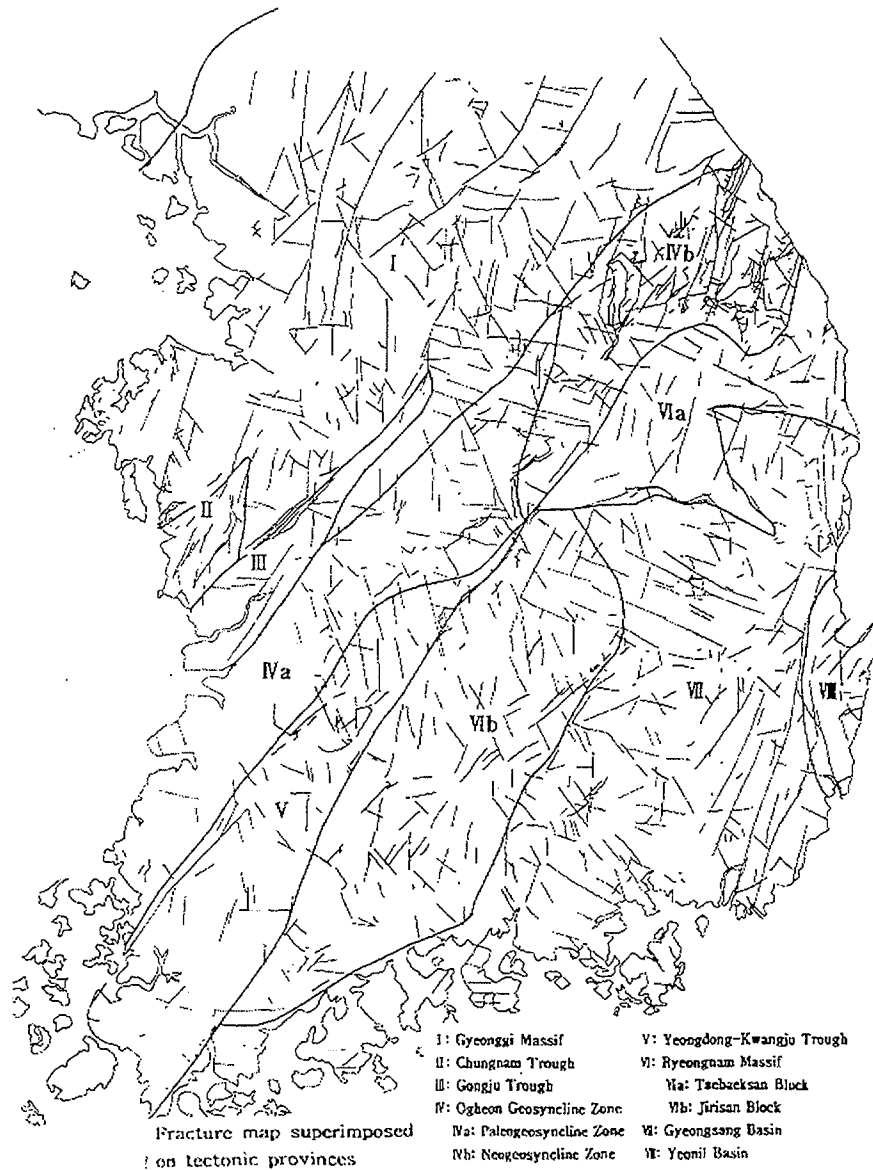 I
IVb
VIa
II
III
IVa
VIb
VII
VIII
V
Fracture map superimposed
on tectonic provinces
I: Gyeonggi Massif
II: Chungnam Trough
III: Gongju Trough
IV: Ogheon Geosyncline Zone
IVa: Paleogeosyncline Zone
IVb: Neogeosyncline Zone
V: Yeongdong-Kwangju Trough
VI: Ryeongnam Massif
VIa: Taebaeksan Block
VIb: Jirisan Block
VII: Gyeongsang Basin
VIII: Yeonil Basin